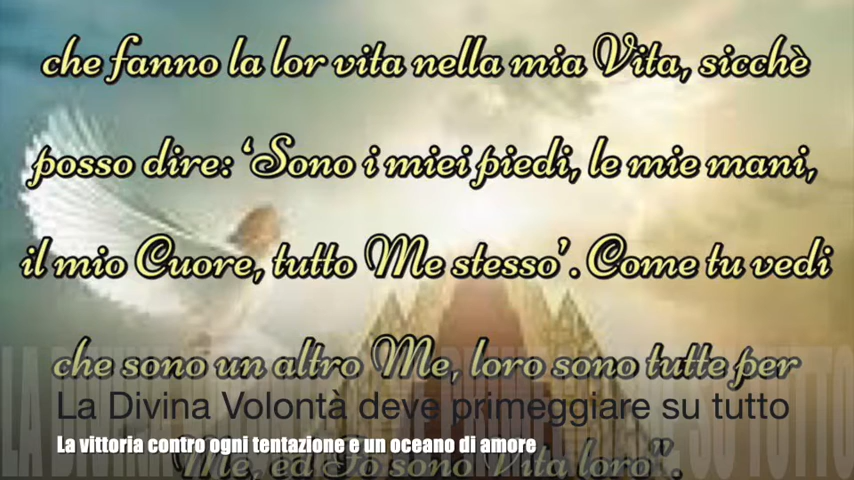 che fanno la lor vita nella mia Vita, sicchè
posso dire: ‘Sono i miei piedi, le mie mani,
il mio Cuore, tutto Me stesso’. Come tu vedi
che sono un altro Me, loro sono tutte per
La Divina Volontà deve primeggiare su tutto
La vittoria contro ogni tentazione e un oceano di amore
Me, ed Io sono Vita loro”.